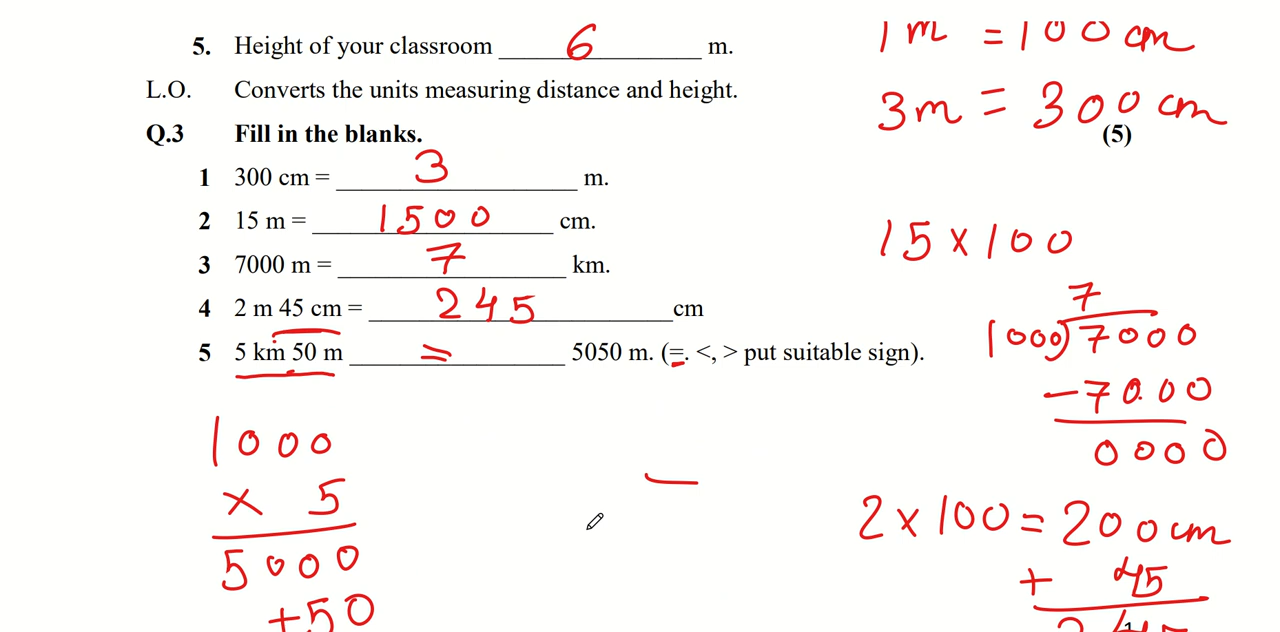 5. Height of your classroom 6 m.
L.O. Converts the units measuring distance and height.
Q.3 Fill in the blanks.
(5)
1 300 cm = 3 m.
2 15 m = 1500 cm.
3 7000 m = 7 km.
4 2 m 45 cm= 245 cm
5 5 km 50 m = 5050 m. (=. <, > put suitable sign).
1m = 100 cm
3m = 300 cm
15 × 100
7
1000)7000
-7000
0000
2 × 100 = 200 cm
+ 45
1000
× 5
5000
+50